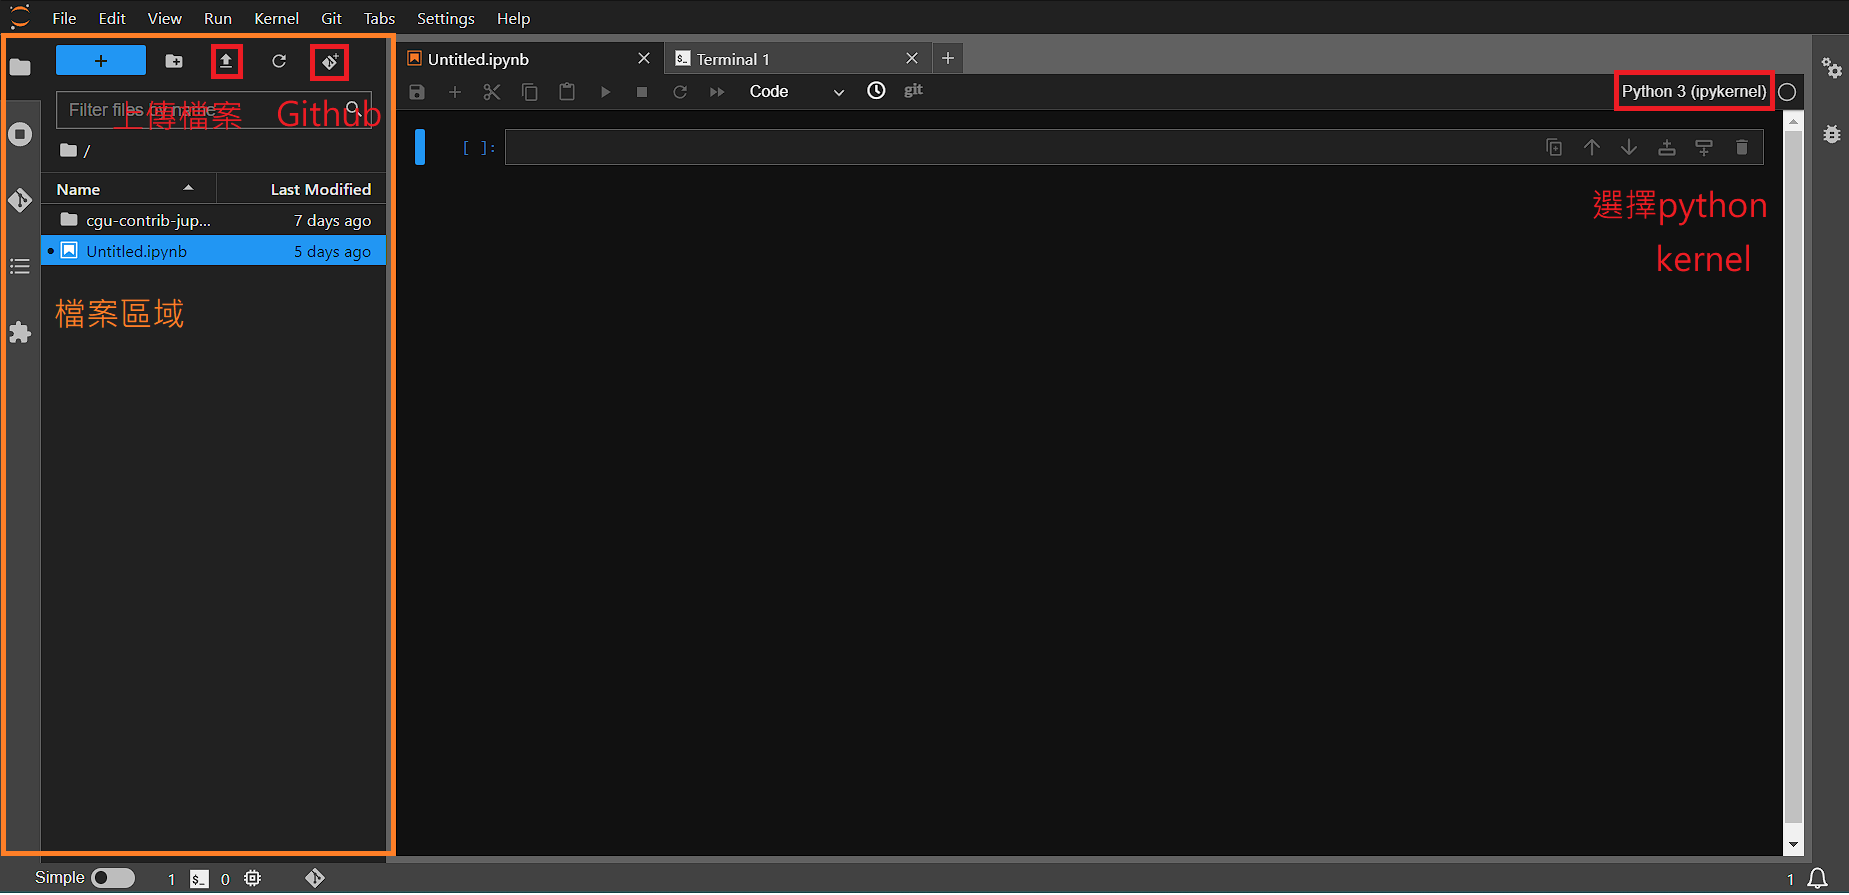 File Edit View Run Kernel Git Tabs Settings Help
Untitled.ipynb
Terminal 1
Code
git
Python 3 (ipykernel)
Filter files by name
上傳檔案 Github
/
[ ]:
Name Last Modified
cgu-contrib-jup... 7 days ago
Untitled.ipynb 5 days ago
選擇python
kernel
檔案區域
Simple 1 $_ 0
1